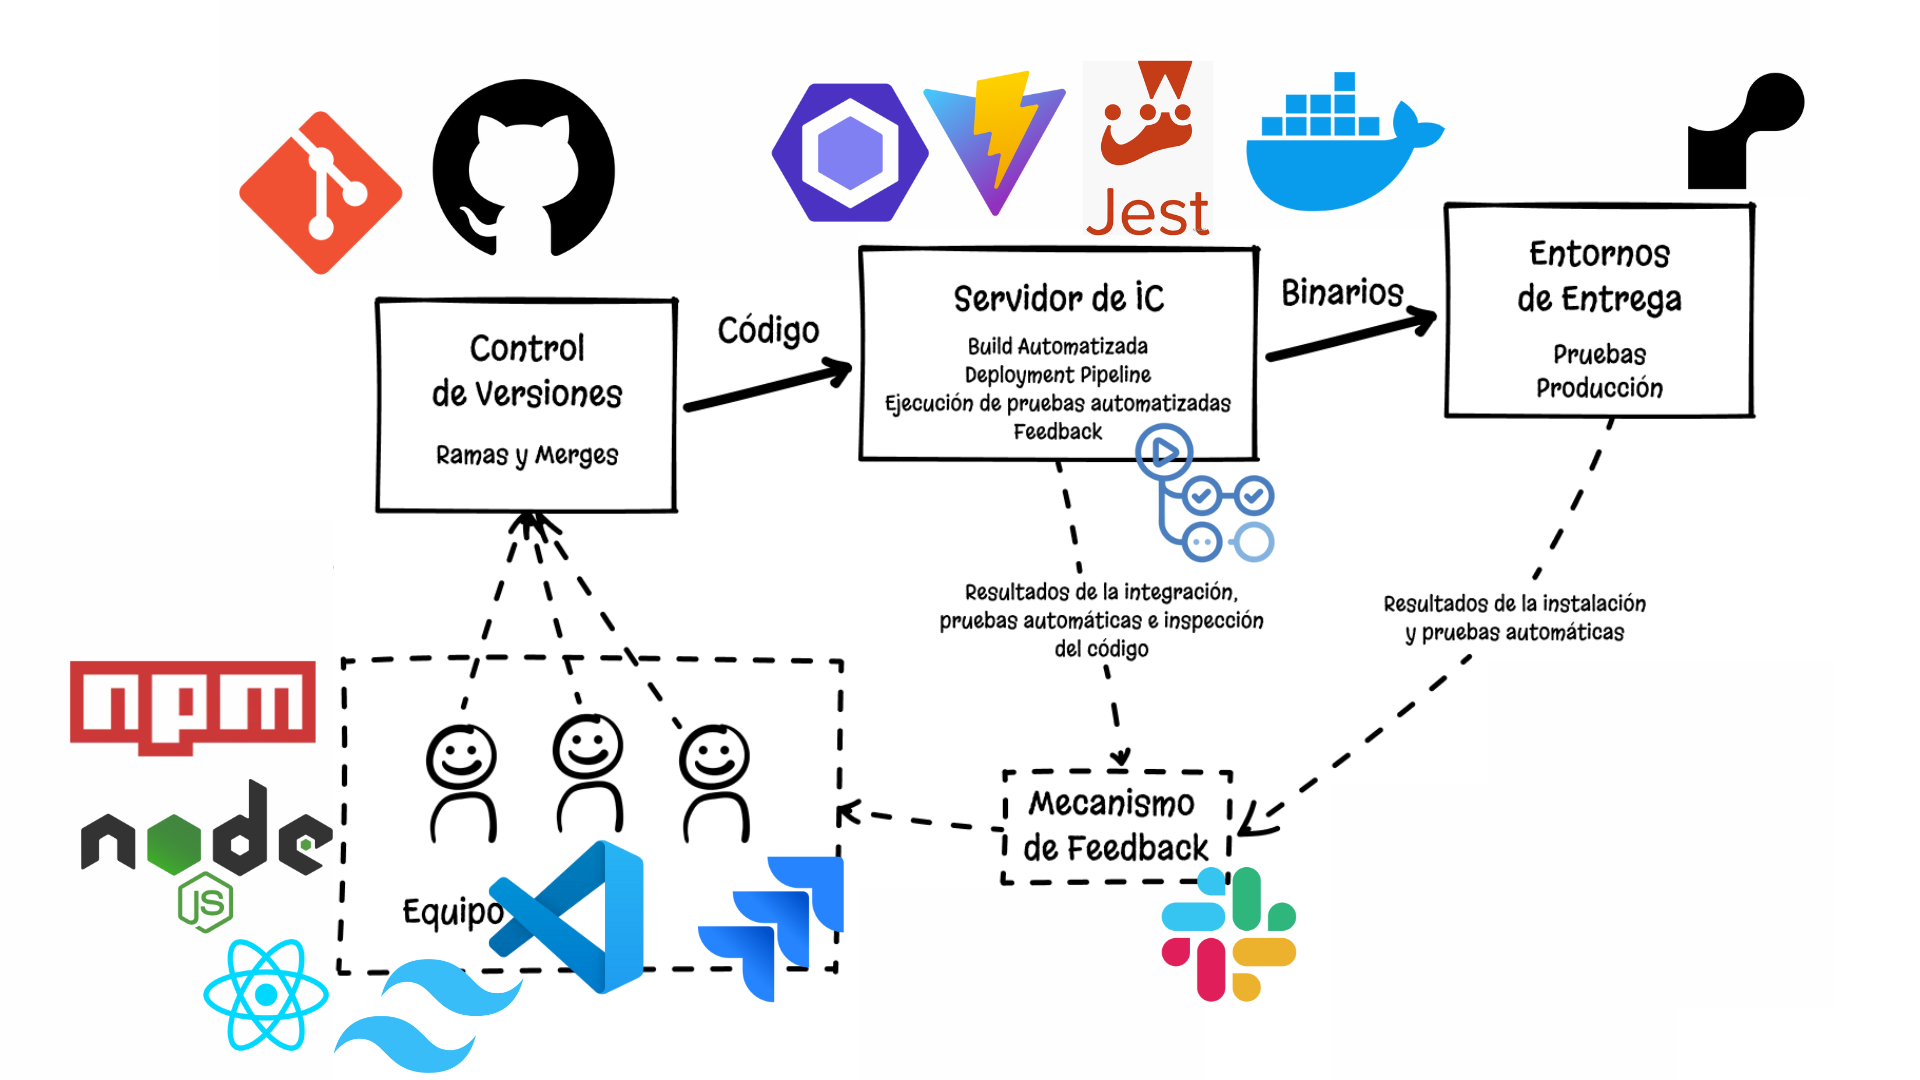 Jest
Control
de Versiones
Ramas y Merges
Código
Servidor de IC
Build Automatizada
Deployment Pipeline
Ejecución de pruebas automatizadas
Feedback
Binarios
Entornos
de Entrega
Pruebas
Producción
Resultados de la integración,
pruebas automáticas e inspección
del código
Resultados de la instalación
y pruebas automáticas
npm
node
JS
Equipo
Mecanismo
de Feedback